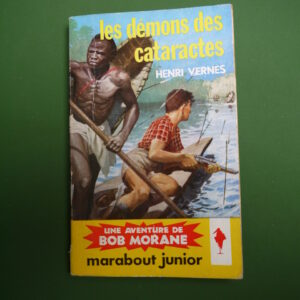 les démons des
cataractes
HENRI VERNES
UNE AVENTURE DE
BOB MORANE
marabout junior